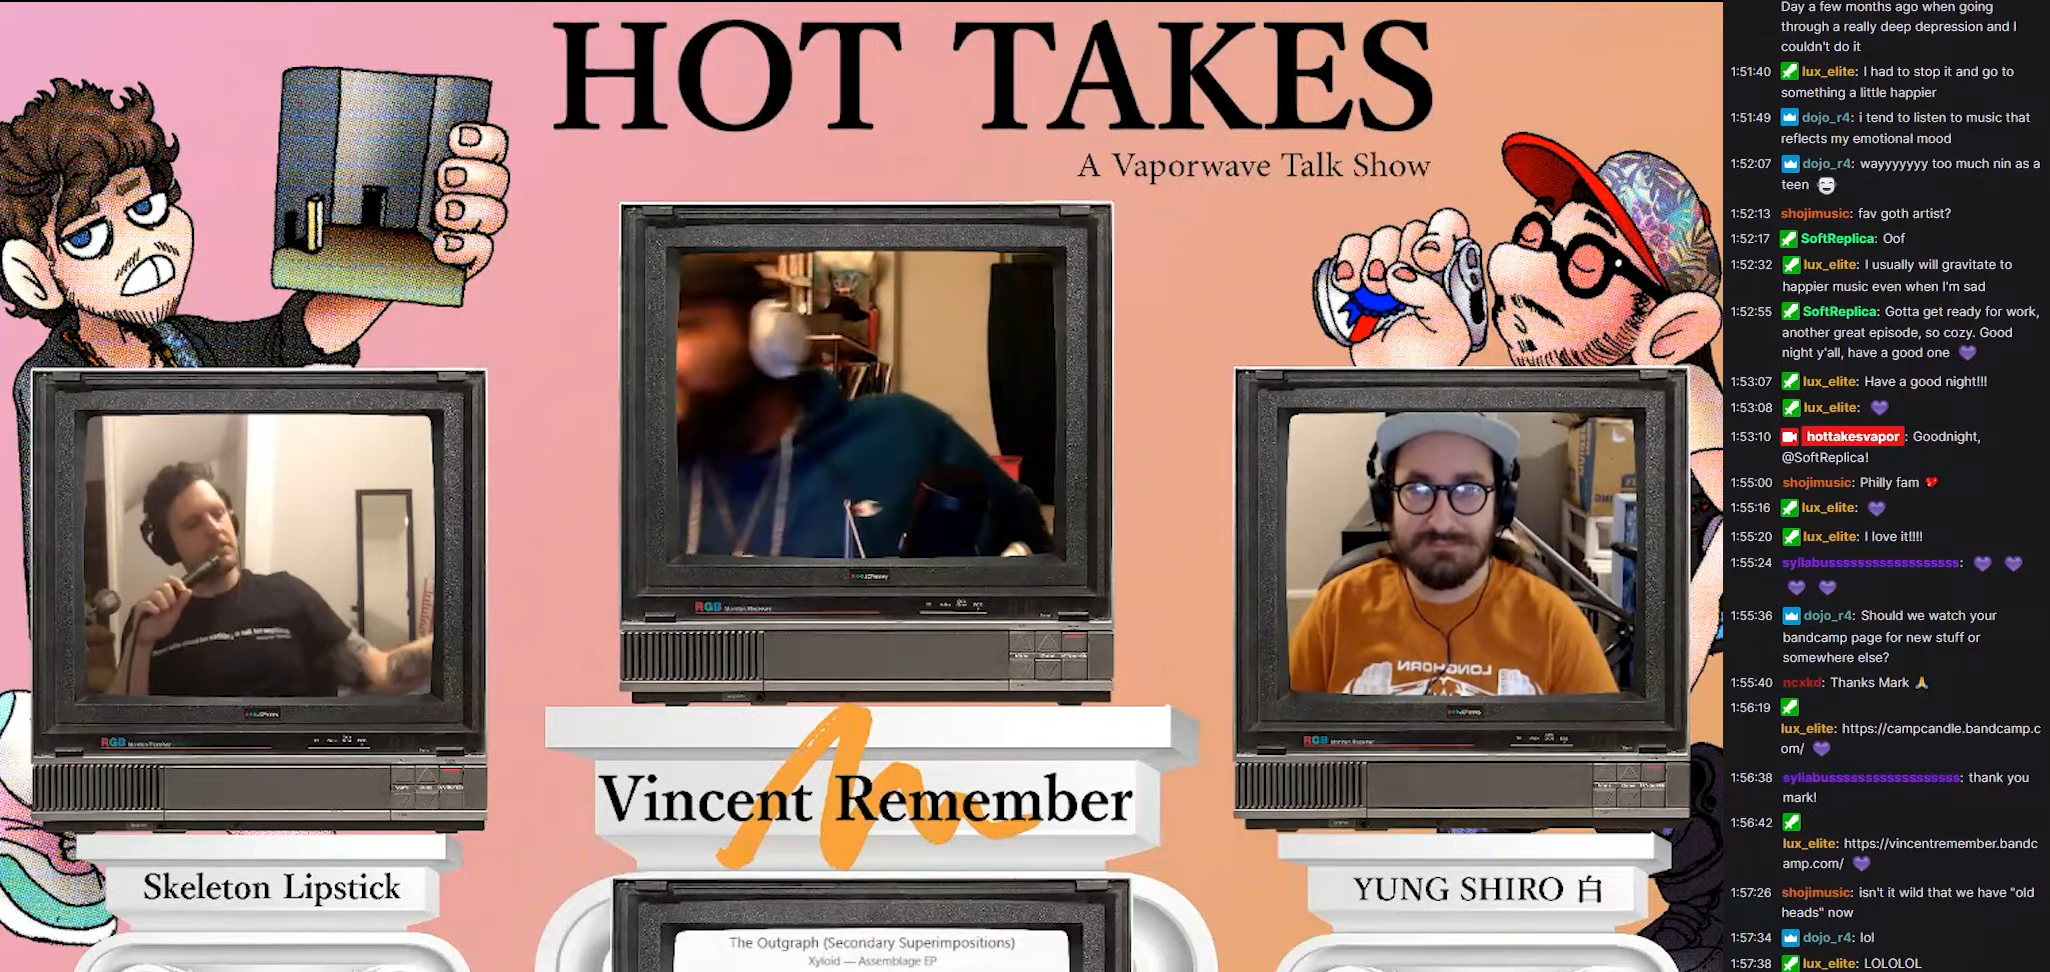 HOT TAKES
A Vaporwave Talk Show
RGB
RGB
RGB
LONGHORN
Vincent Remember
Skeleton Lipstick
YUNG SHIRO 白
The Outgraph (Secondary Superimpositions)
Xyloid — Assemblage EP
Day a few months ago when going
through a really deep depression and I
couldn't do it
1:51:40 lux_elite: I had to stop it and go to
something a little happier
1:51:49 dojo_r4: i tend to listen to music that
reflects my emotional mood
1:52:07 dojo_r4: wayyyyyy too much nin as a
teen
1:52:13 shojimusic: fav goth artist?
1:52:17 SoftReplica: Oof
1:52:32 lux_elite: I usually will gravitate to
happier music even when I'm sad
1:52:55 SoftReplica: Gotta get ready for work,
another great episode, so cozy. Good
night y'all, have a good one 💜
1:53:07 lux_elite: Have a good night!!!
1:53:08 lux_elite: 💜
1:53:10 hottakesvapor: Goodnight,
@SoftReplica!
1:55:00 shojimusic: Philly fam
1:55:16 lux_elite: 💜
1:55:20 lux_elite: I love it!!!!
1:55:24 syllabusssssssssssssssssss: 💜 💜
💜 💜
1:55:36 dojo_r4: Should we watch your
bandcamp page for new stuff or
somewhere else?
1:55:40 ncxkd: Thanks Mark 🙏
1:56:19
lux_elite: https://campcandle.bandcamp.c
om/ 💜
1:56:38 syllabusssssssssssssssssss: thank you
mark!
1:56:42
lux_elite: https://vincentremember.bandc
amp.com/ 💜
1:57:26 shojimusic: isn't it wild that we have "old
heads" now
1:57:34 dojo_r4: lol
1:57:38 lux_elite: LOLOLOL